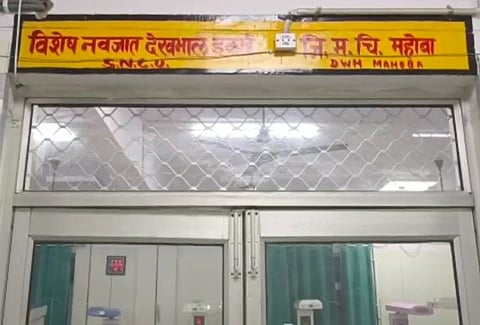 विशेष नवजात देखभाल इकाई जि. म. चि. महोबा
S.N.C.U. DWH MAHOBA